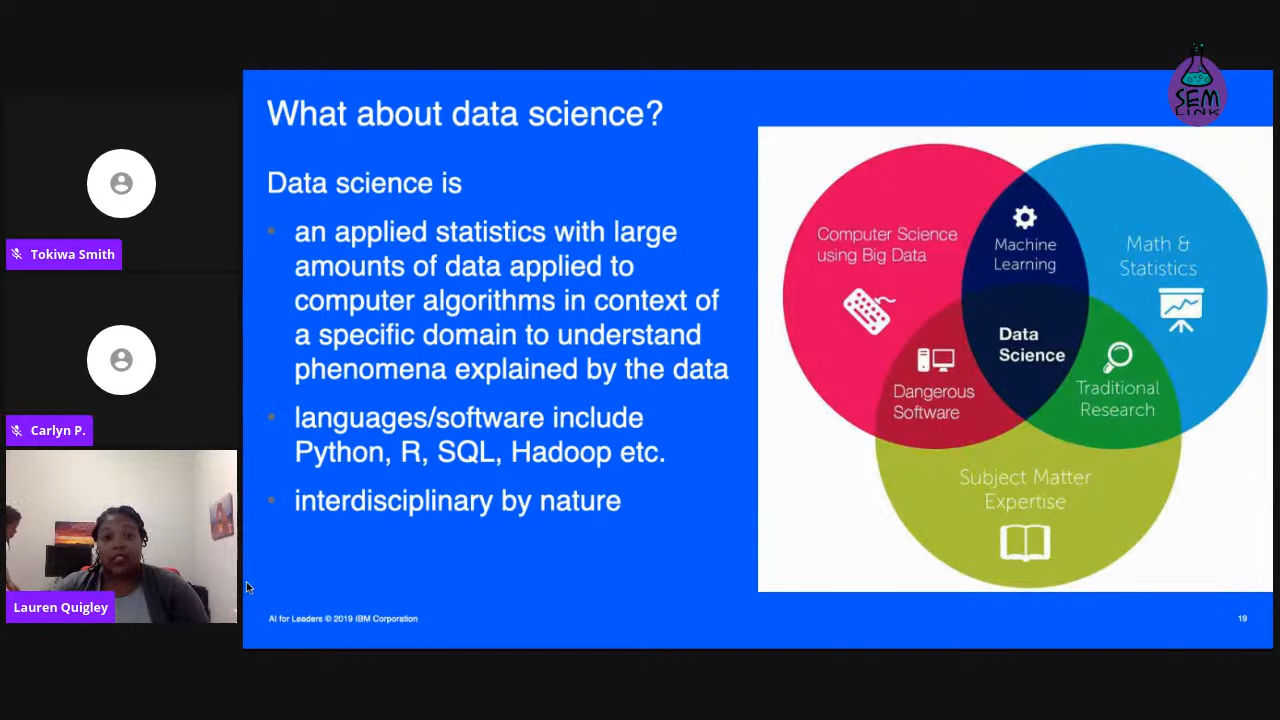 SEM
LINK
What about data science?
Data science is
an applied statistics with large
amounts of data applied to
computer algorithms in context of
a specific domain to understand
phenomena explained by the data
languages/software include
Python, R, SQL, Hadoop etc.
interdisciplinary by nature
Computer Science
using Big Data
Machine
Learning
Math &
Statistics
Data
Science
Dangerous
Software
Traditional
Research
Subject Matter
Expertise
AI for Leaders © 2019 IBM Corporation
19
Tokiwa Smith
Carlyn P.
Lauren Quigley